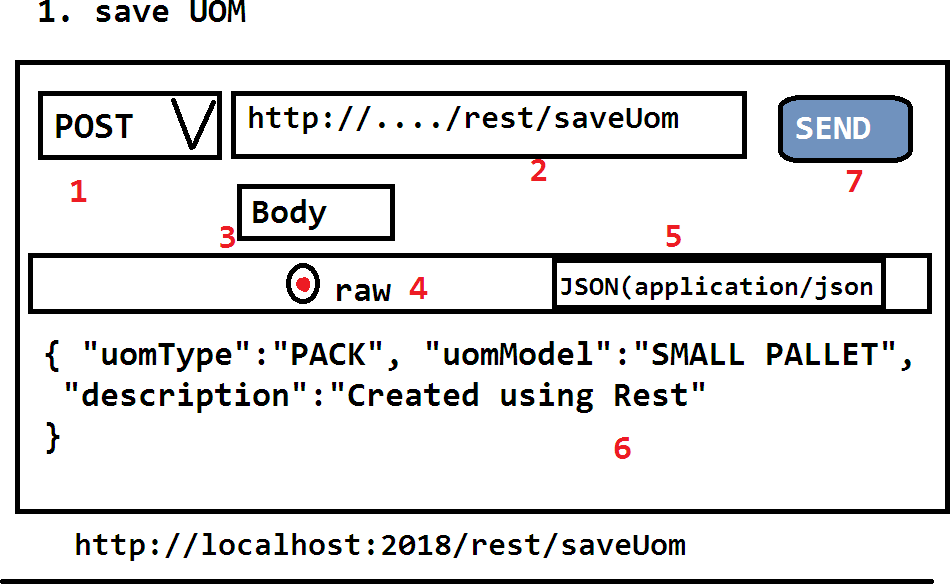 1. save UOM
POST V http://..../rest/saveUom SEND
1 2 7
3 Body 5
raw 4 JSON(application/json
{ "uomType":"PACK", "uomModel":"SMALL PALLET",
"description":"Created using Rest"
}
6
http://localhost:2018/rest/saveUom